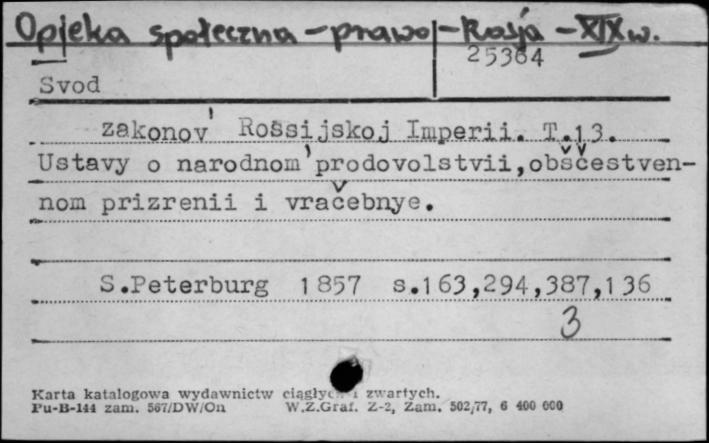 Opieka społeczna - prawo - Rosja - XIX w.
25364
Svod
zakonov' Rossijskoj Imperii. T.13.
Ustavy o narodnom'prodovolstvii,obščestven-
nom prizrenii i vračebnye.
S.Peterburg 1857 s.163,294,387,136
3
Karta katalogowa wydawnictw ciągłych i zwartych.
Pu-B-144 zam. 567/DW/On W.Z.Graf. Z-2, Zam. 502/77, 6 400 000